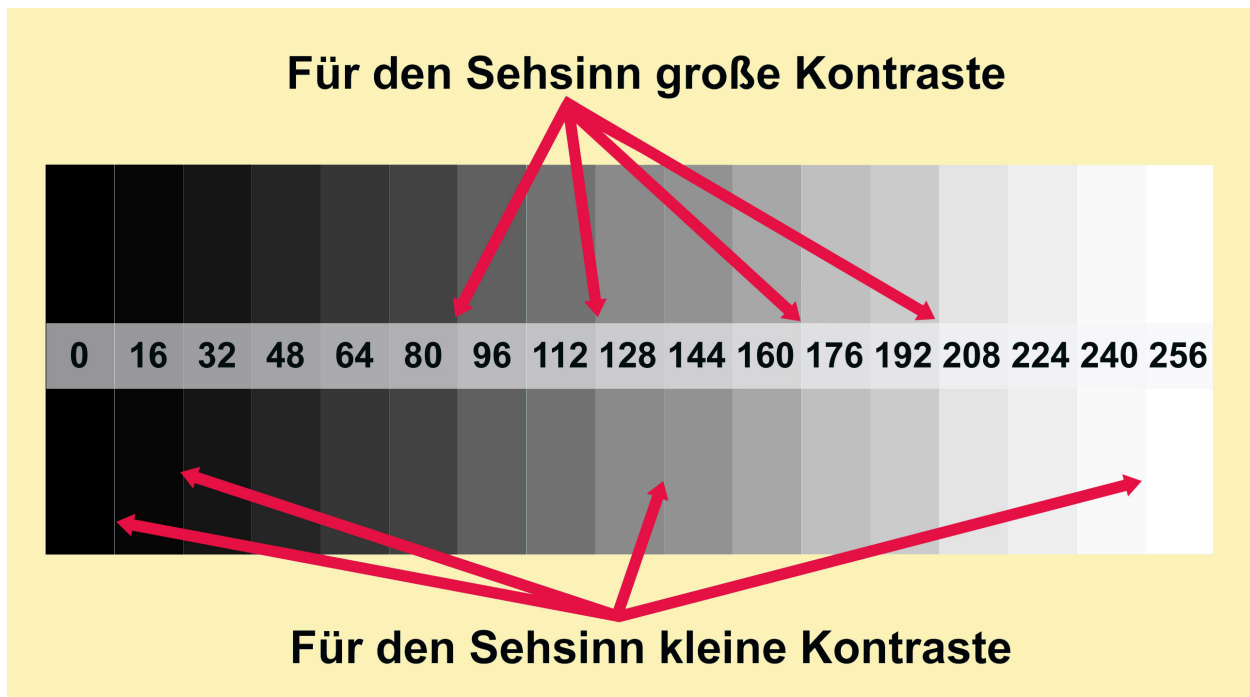 Für den Sehsinn große Kontraste
0 16 32 48 64 80 96 112 128 144 160 176 192 208 224 240 256
Für den Sehsinn kleine Kontraste